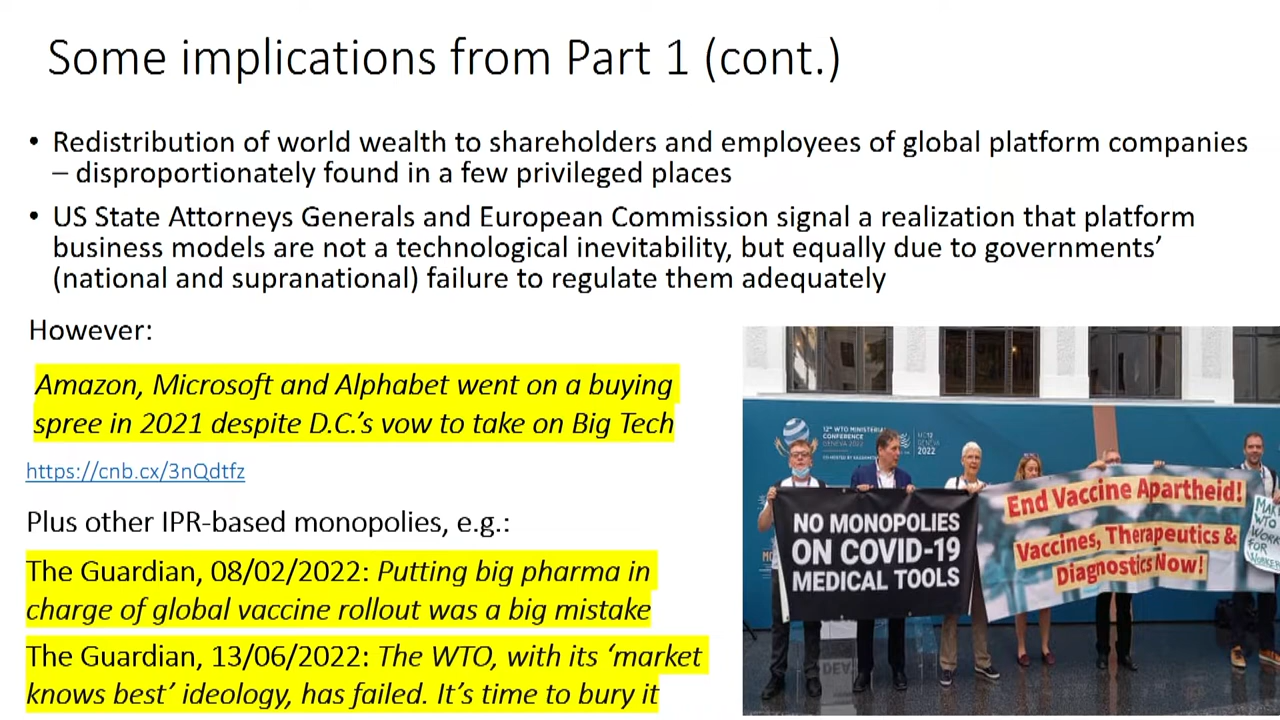 Some implications from Part 1 (cont.)
• Redistribution of world wealth to shareholders and employees of global platform companies
– disproportionately found in a few privileged places
• US State Attorneys Generals and European Commission signal a realization that platform
business models are not a technological inevitability, but equally due to governments’
(national and supranational) failure to regulate them adequately
However:
Amazon, Microsoft and Alphabet went on a buying
spree in 2021 despite D.C.’s vow to take on Big Tech
https://cnb.cx/3nQdtfz
Plus other IPR-based monopolies, e.g.:
The Guardian, 08/02/2022: Putting big pharma in
charge of global vaccine rollout was a big mistake
The Guardian, 13/06/2022: The WTO, with its ‘market
knows best’ ideology, has failed. It’s time to bury it
12th WTO MINISTERIAL
CONFERENCE
GENEVA 2022
MC12
GENEVA
2022
NO MONOPOLIES
ON COVID-19
MEDICAL TOOLS
End Vaccine Apartheid!
Vaccines, Therapeutics &
Diagnostics Now!
WTO
WORK
FOR